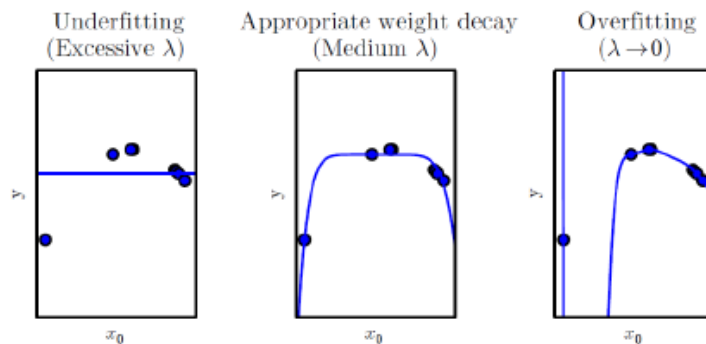 Underfitting
(Excessive λ)
Appropriate weight decay
(Medium λ)
Overfitting
(λ→0)
y
x₀
y
x₀
y
x₀